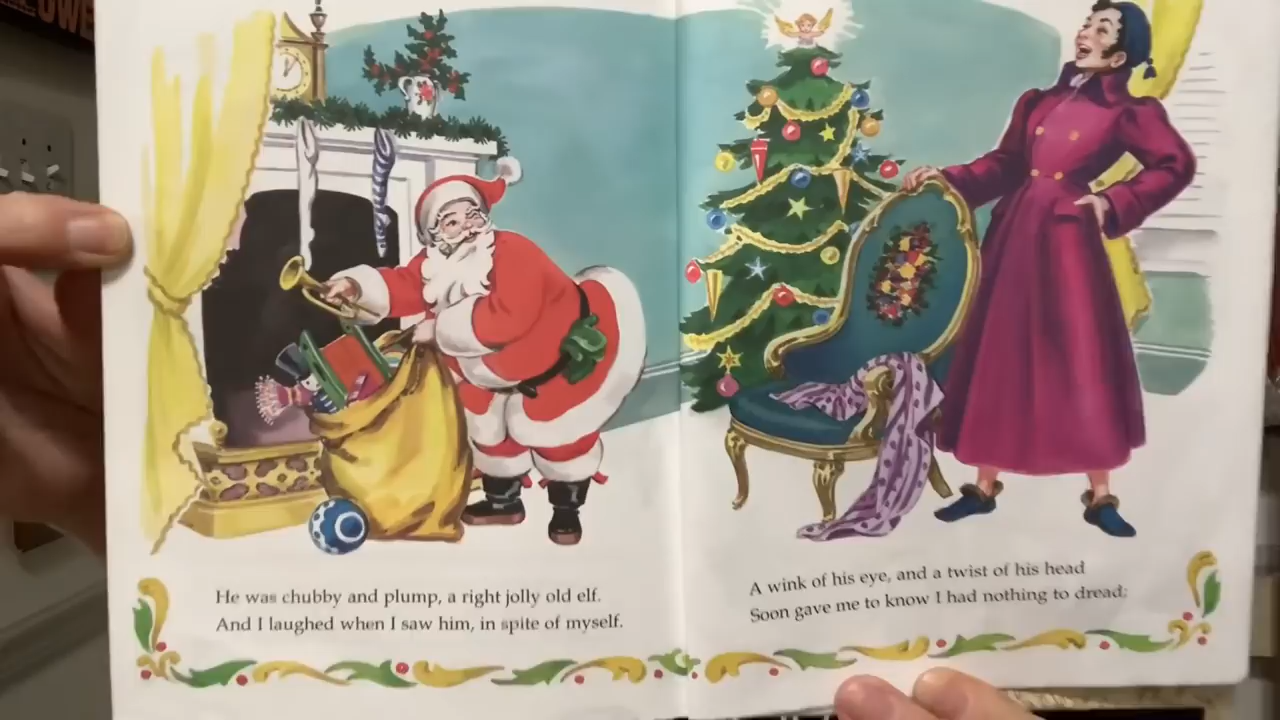 He was chubby and plump, a right jolly old elf.
And I laughed when I saw him, in spite of myself.
A wink of his eye, and a twist of his head
Soon gave me to know I had nothing to dread;